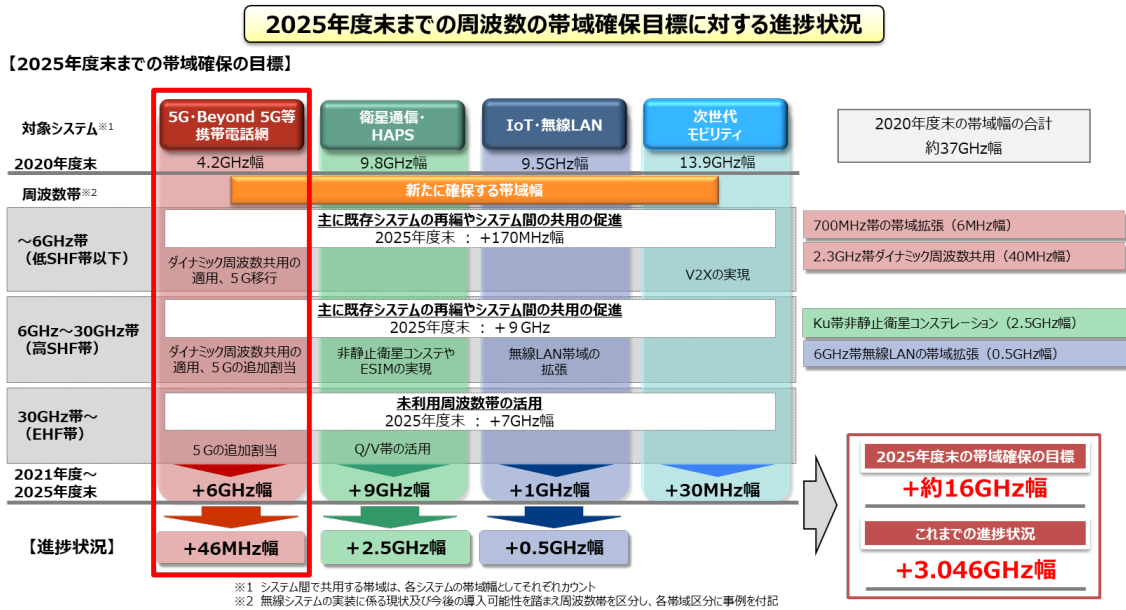 2025年度末までの周波数の帯域確保目標に対する進捗状況
【2025年度末までの帯域確保の目標】
対象システム※1
5G・Beyond 5G等
携帯電話網
衛星通信・
HAPS
IoT・無線LAN
次世代
モビリティ
2020年度末の帯域幅の合計
約37GHz幅
2020年度末
4.2GHz幅
9.8GHz幅
9.5GHz幅
13.9GHz幅
周波数帯※2
新たに確保する帯域幅
～6GHz帯
（低SHF帯以下）
主に既存システムの再編やシステム間の共用の促進
2025年度末 ： +170MHz幅
ダイナミック周波数共用の
適用、５G移行
V2Xの実現
700MHz帯の帯域拡張（6MHz幅）
2.3GHz帯ダイナミック周波数共用（40MHz幅）
6GHz～30GHz帯
（高SHF帯）
主に既存システムの再編やシステム間の共用の促進
2025年度末 ： +９GHz
ダイナミック周波数共用の
適用、５Gの追加割当
非静止衛星コンステや
ESIMの実現
無線LAN帯域の
拡張
Ku帯非静止衛星コンステレーション（2.5GHz幅）
6GHz帯無線LANの帯域拡張（0.5GHz幅）
30GHz帯～
（EHF帯）
未利用周波数帯の活用
2025年度末 ： +7GHz幅
５Gの追加割当
Q/V帯の活用
2021年度～
2025年度末
+6GHz幅
+9GHz幅
+1GHz幅
+30MHz幅
【進捗状況】
+46MHz幅
+2.5GHz幅
+0.5GHz幅
2025年度末の帯域確保の目標
+約16GHz幅
これまでの進捗状況
+3.046GHz幅
※1 システム間で共用する帯域は、各システムの帯域幅としてそれぞれカウント
※2 無線システムの実装に係る現状及び今後の導入可能性を踏まえ周波数帯を区分し、各帯域区分に事例を付記